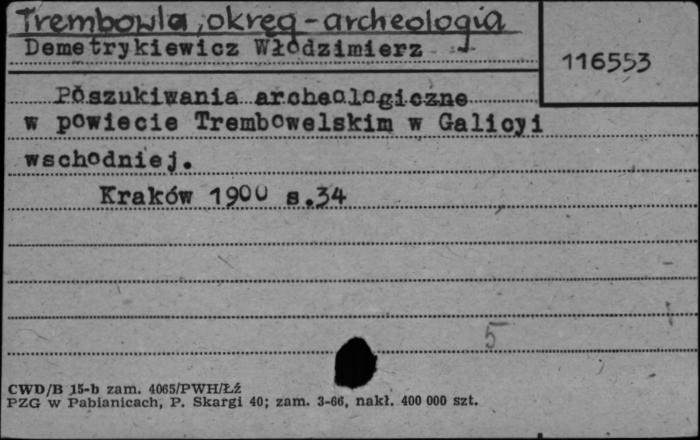 Trembowla, okręg - archeologia
Demetrykiewicz Włodzimierz
116553
Poszukiwania archeologiczne
w powiecie Trembowelskim w Galicyi
wschodniej.
Kraków 1900 s.34
5
CWD/B 15-b zam. 4065/PWH/Łź
PZG w Pabianicach, P. Skargi 40; zam. 3-66, nakł. 400 000 szt.